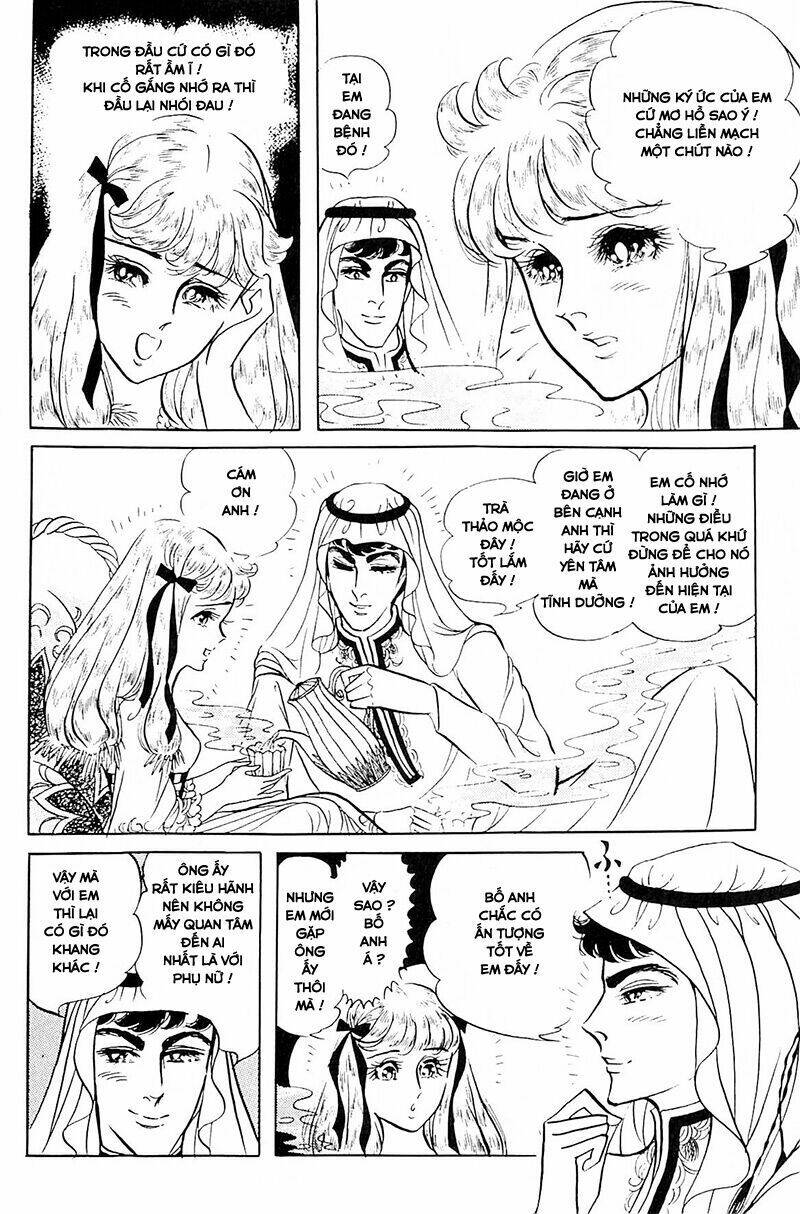 NHỮNG KÝ ỨC CỦA EM
CỨ MƠ HỒ SAO Ý!
CHẲNG LIỀN MẠCH
MỘT CHÚT NÀO!
TẠI
EM
ĐANG
BỆNH
ĐÓ!
TRONG ĐẦU CỨ CÓ GÌ ĐÓ
RẤT ẦM Ĩ!
KHI CỐ GẮNG NHỚ RA THÌ
ĐẦU LẠI NHÓI ĐAU!
EM CỐ NHỚ
LÀM GÌ!
NHỮNG ĐIỀU
TRONG QUÁ KHỨ
ĐỪNG ĐỂ CHO NÓ
ẢNH HƯỞNG
ĐẾN HIỆN TẠI
CỦA EM!
GIỜ EM
ĐANG Ở
BÊN CẠNH
ANH THÌ
HÃY CỨ
YÊN TÂM
MÀ
TĨNH DƯỠNG!
TRÀ
THẢO MỘC
ĐÂY!
TỐT LẮM
ĐẤY!
CÁM
ƠN
ANH!
ふ
BỐ ANH
CHẮC CÓ
ẤN TƯỢNG
TỐT VỀ
EM ĐẤY!
VẬY
SAO?
BỐ
ANH
Á?
NHƯNG
EM MỚI
GẶP
ÔNG
ẤY
THÔI
MÀ!
ÔNG ẤY
RẤT KIÊU HÃNH
NÊN KHÔNG
MẤY QUAN TÂM
ĐẾN AI
NHẤT LÀ VỚI
PHỤ NỮ!
VẬY MÀ
VỚI EM
THÌ LẠI
CÓ GÌ ĐÓ
KHANG
KHÁC!